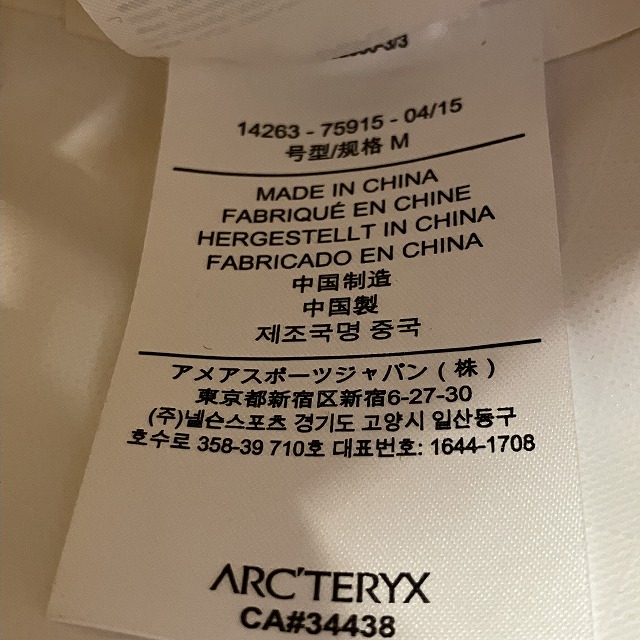 14263 - 75915 - 04/15
号型/规格 M
MADE IN CHINA
FABRIQUÉ EN CHINE
HERGESTELLT IN CHINA
FABRICADO EN CHINA
中国制造
中国製
제조국명 중국
アメアスポーツジャパン ( 株 )
東京都新宿区新宿6-27-30
(주)넬슨스포츠 경기도 고양시 일산동구
호수로 358-39 710호 대표번호: 1644-1708
ARC'TERYX
CA#34438